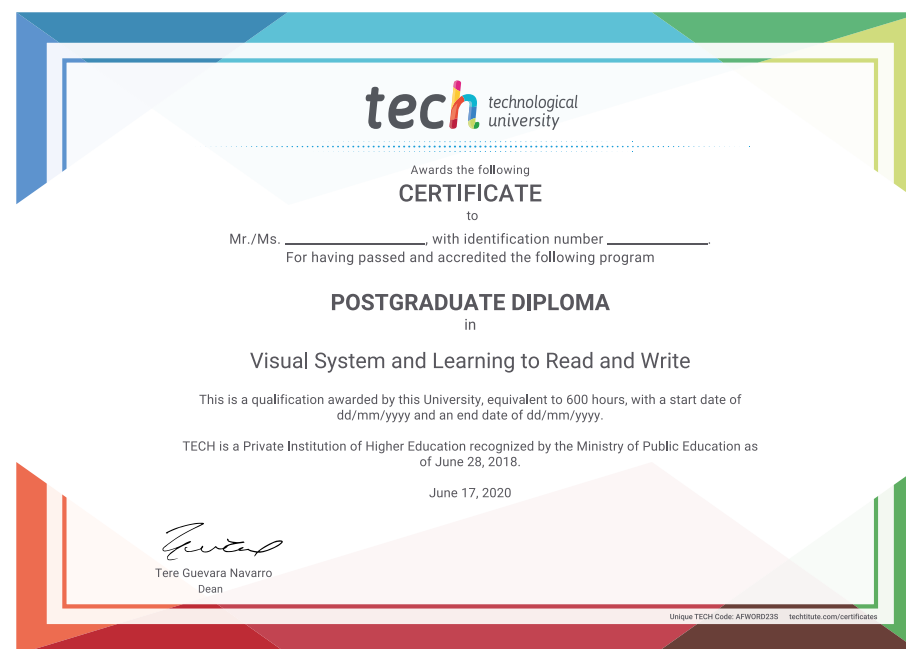 tech technological
university
Awards the following
CERTIFICATE
to
Mr./Ms. ____________________, with identification number ______________.
For having passed and accredited the following program
POSTGRADUATE DIPLOMA
in
Visual System and Learning to Read and Write
This is a qualification awarded by this University, equivalent to 600 hours, with a start date of
dd/mm/yyyy and an end date of dd/mm/yyyy.
TECH is a Private Institution of Higher Education recognized by the Ministry of Public Education as
of June 28, 2018.
June 17, 2020
Tere Guevara Navarro
Dean
Unique TECH Code: AFWORD23S techtitute.com/certificates